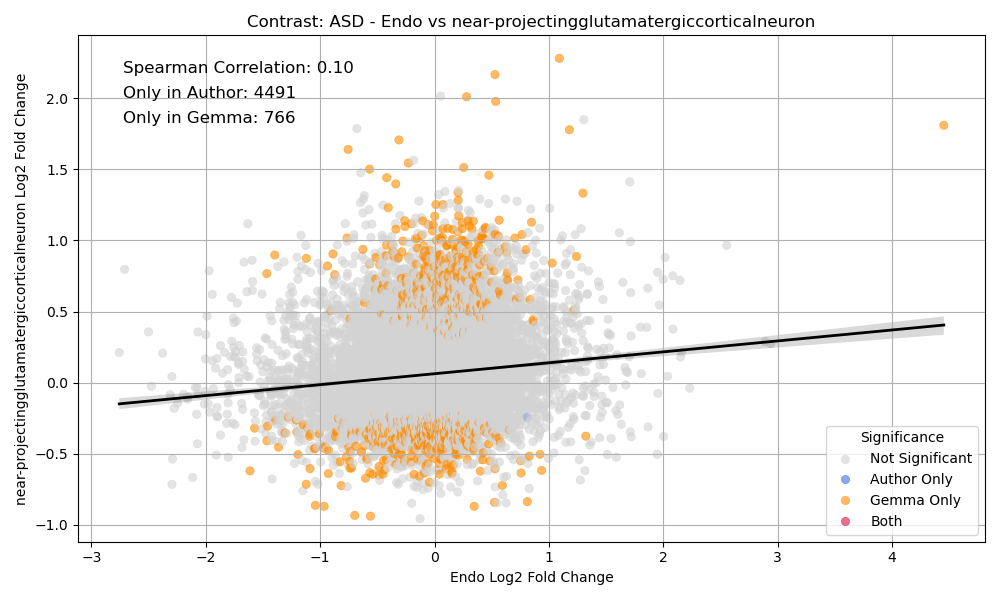 Contrast: ASD - Endo vs near-projectingglutamatergiccorticalneuron
Spearman Correlation: 0.10
Only in Author: 4491
Only in Gemma: 766
near-projectingglutamatergiccorticalneuron Log2 Fold Change
2.0
1.5
1.0
0.5
0.0
−0.5
−1.0
Significance
Not Significant
Author Only
Gemma Only
Both
−3 −2 −1 0 1 2 3 4
Endo Log2 Fold Change